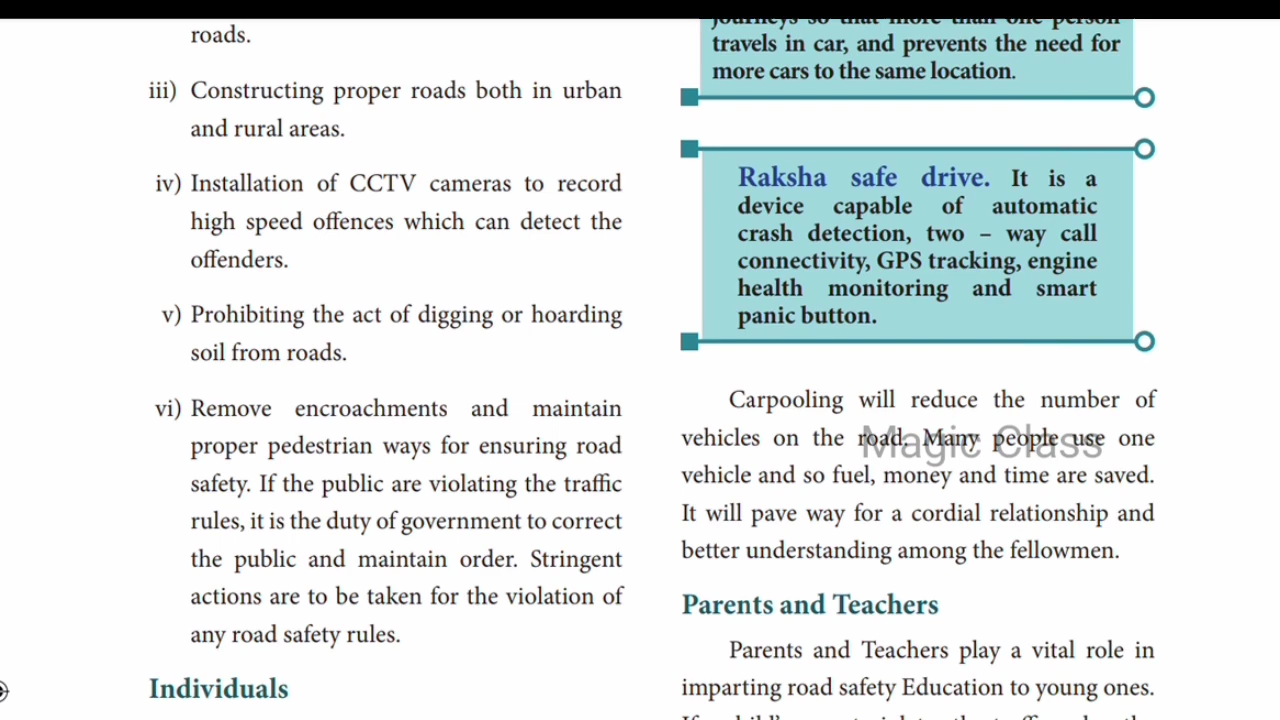 roads.
iii) Constructing proper roads both in urban
and rural areas.
iv) Installation of CCTV cameras to record
high speed offences which can detect the
offenders.
v) Prohibiting the act of digging or hoarding
soil from roads.
vi) Remove encroachments and maintain
proper pedestrian ways for ensuring road
safety. If the public are violating the traffic
rules, it is the duty of government to correct
the public and maintain order. Stringent
actions are to be taken for the violation of
any road safety rules.
Individuals
journeys so that more than one person
travels in car, and prevents the need for
more cars to the same location.
Raksha safe drive. It is a
device capable of automatic
crash detection, two – way call
connectivity, GPS tracking, engine
health monitoring and smart
panic button.
Carpooling will reduce the number of
vehicles on the road. Many people use one
vehicle and so fuel, money and time are saved.
It will pave way for a cordial relationship and
better understanding among the fellowmen.
Magic Class
Parents and Teachers
Parents and Teachers play a vital role in
imparting road safety Education to young ones.